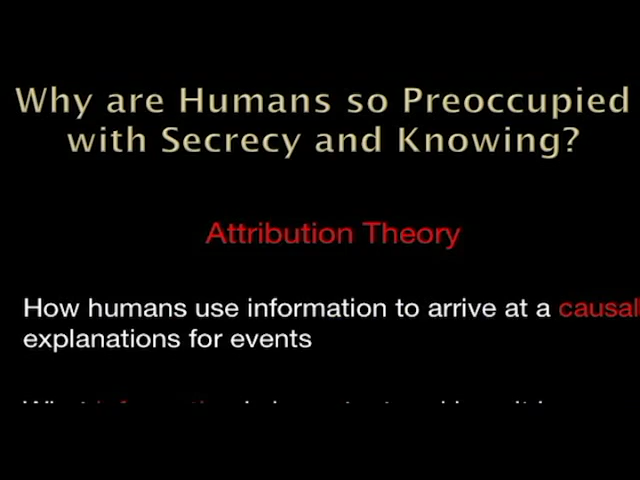 Why are Humans so Preoccupied
with Secrecy and Knowing?
Attribution Theory
How humans use information to arrive at a causal
explanations for events